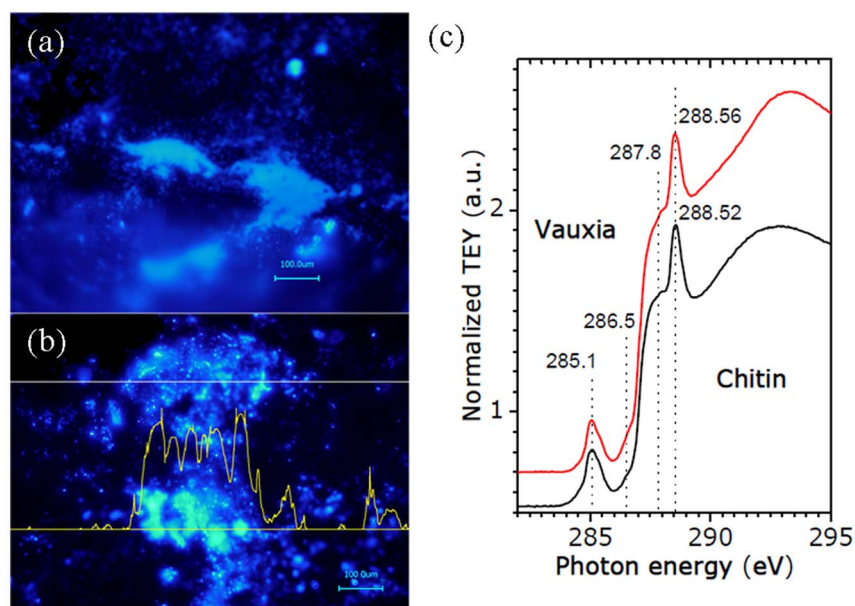 (a)
100.0um
(b)
100.0um
(c)
Normalized TEY (a.u.)
2
1
Vauxia
Chitin
285.1
286.5
287.8
288.56
288.52
285
290
295
Photon energy (eV)